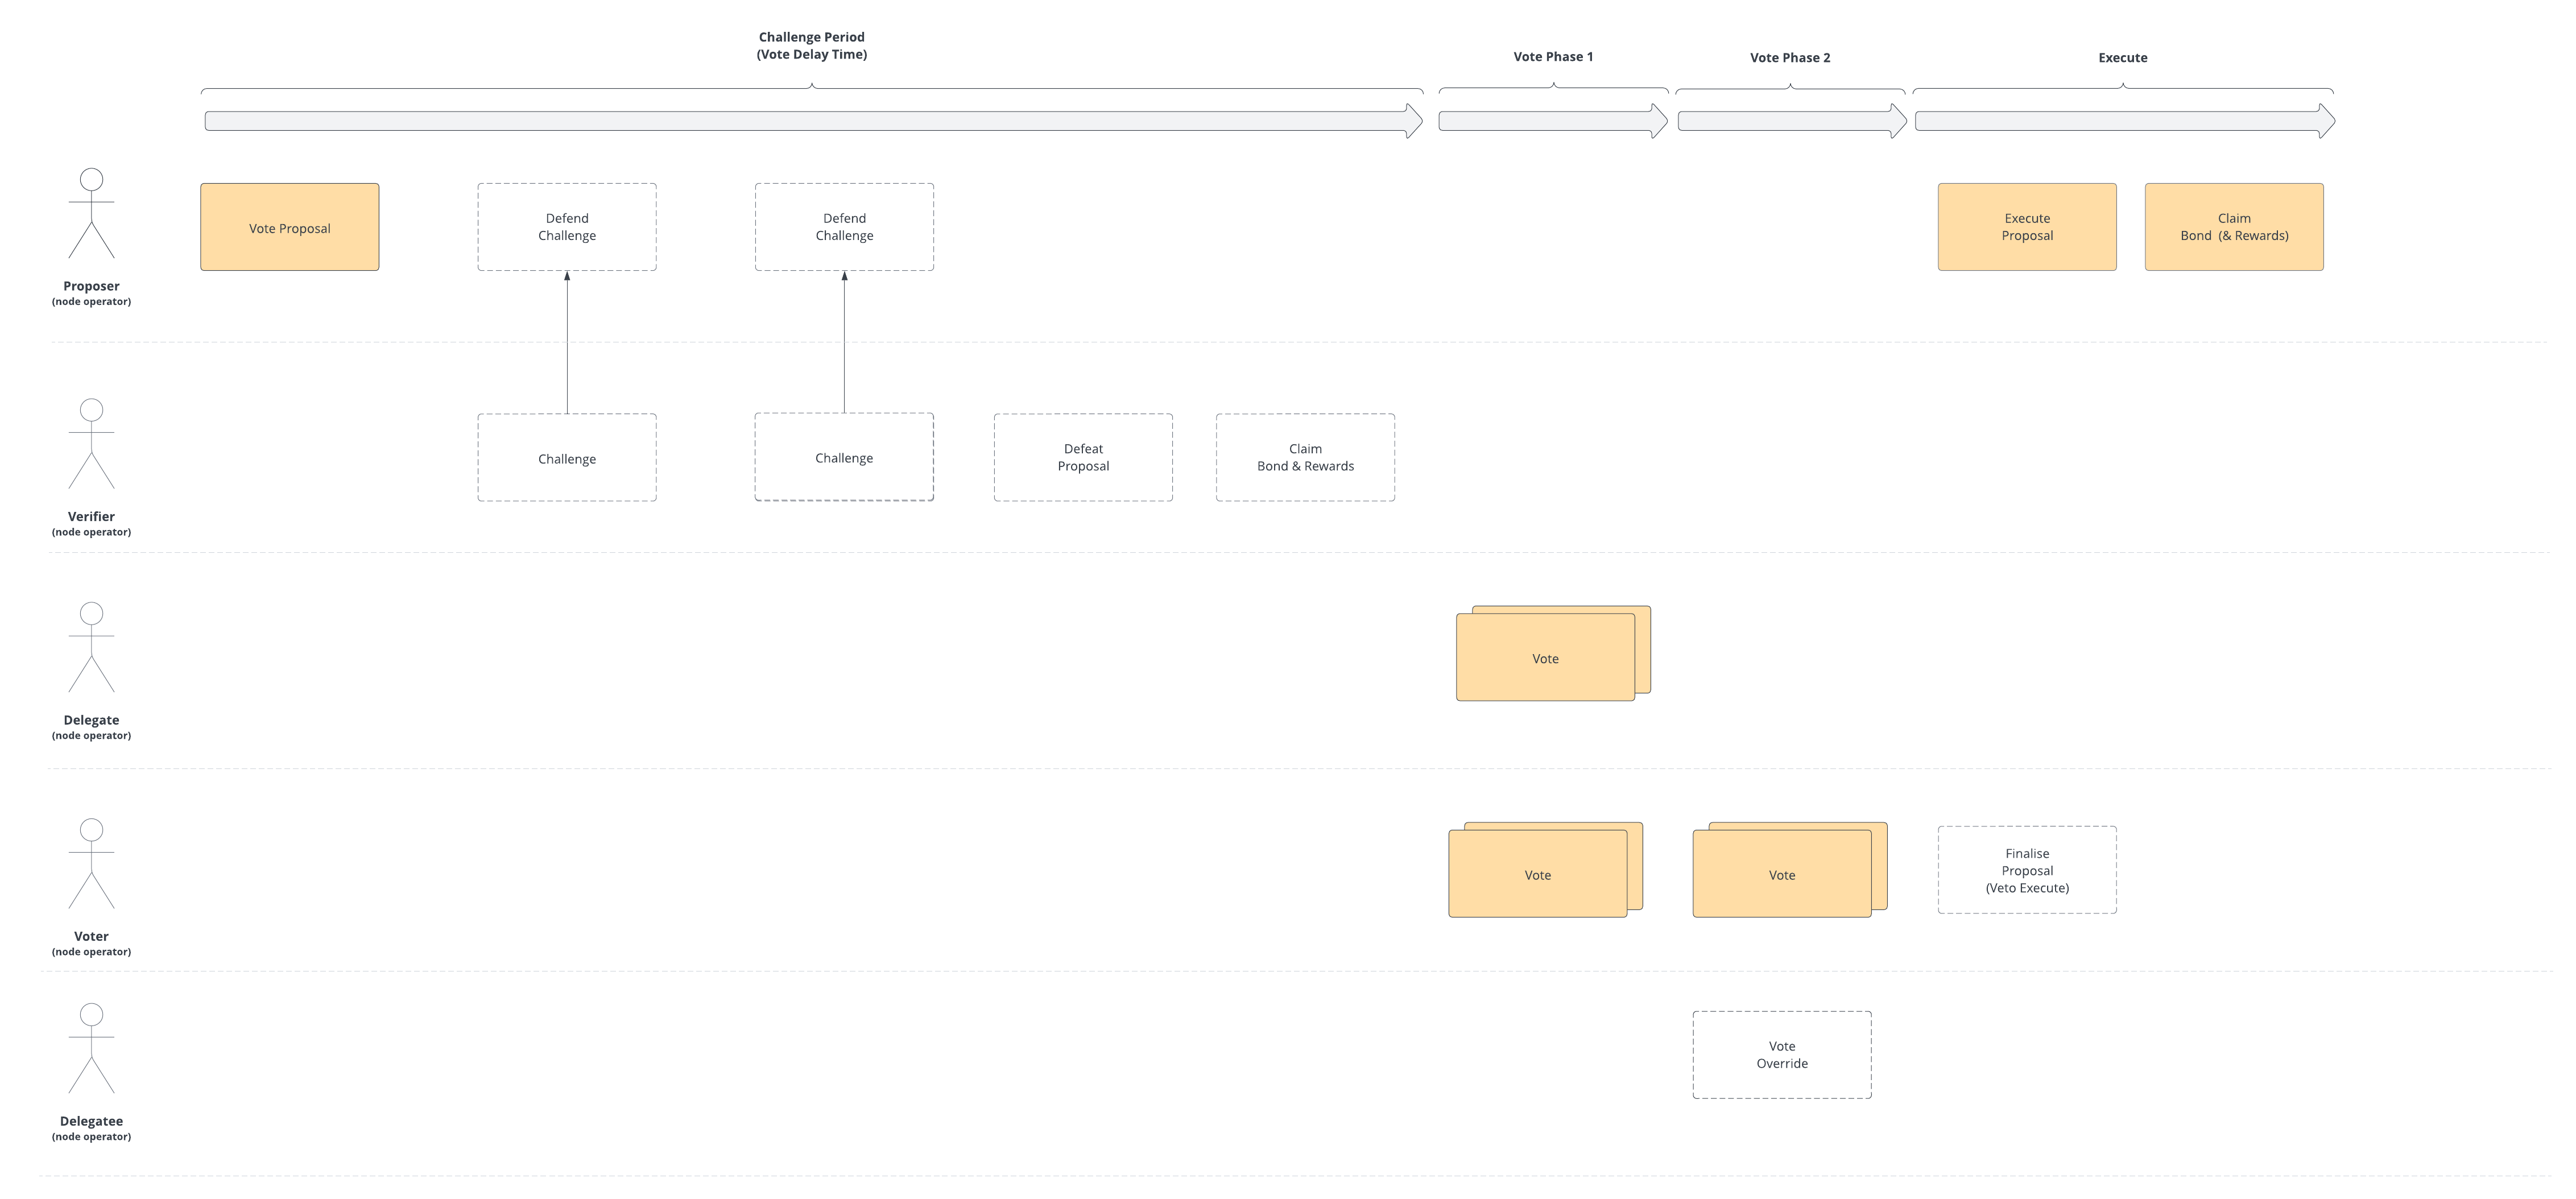 Challenge Period
(Vote Delay Time)
Vote Phase 1
Vote Phase 2
Execute
Vote Proposal
Defend
Challenge
Defend
Challenge
Execute
Proposal
Claim
Bond (& Rewards)
Proposer
(node operator)
Challenge
Challenge
Defeat
Proposal
Claim
Bond & Rewards
Verifier
(node operator)
Vote
Delegate
(node operator)
Vote
Vote
Finalise
Proposal
(Veto Execute)
Voter
(node operator)
Vote
Override
Delegatee
(node operator)